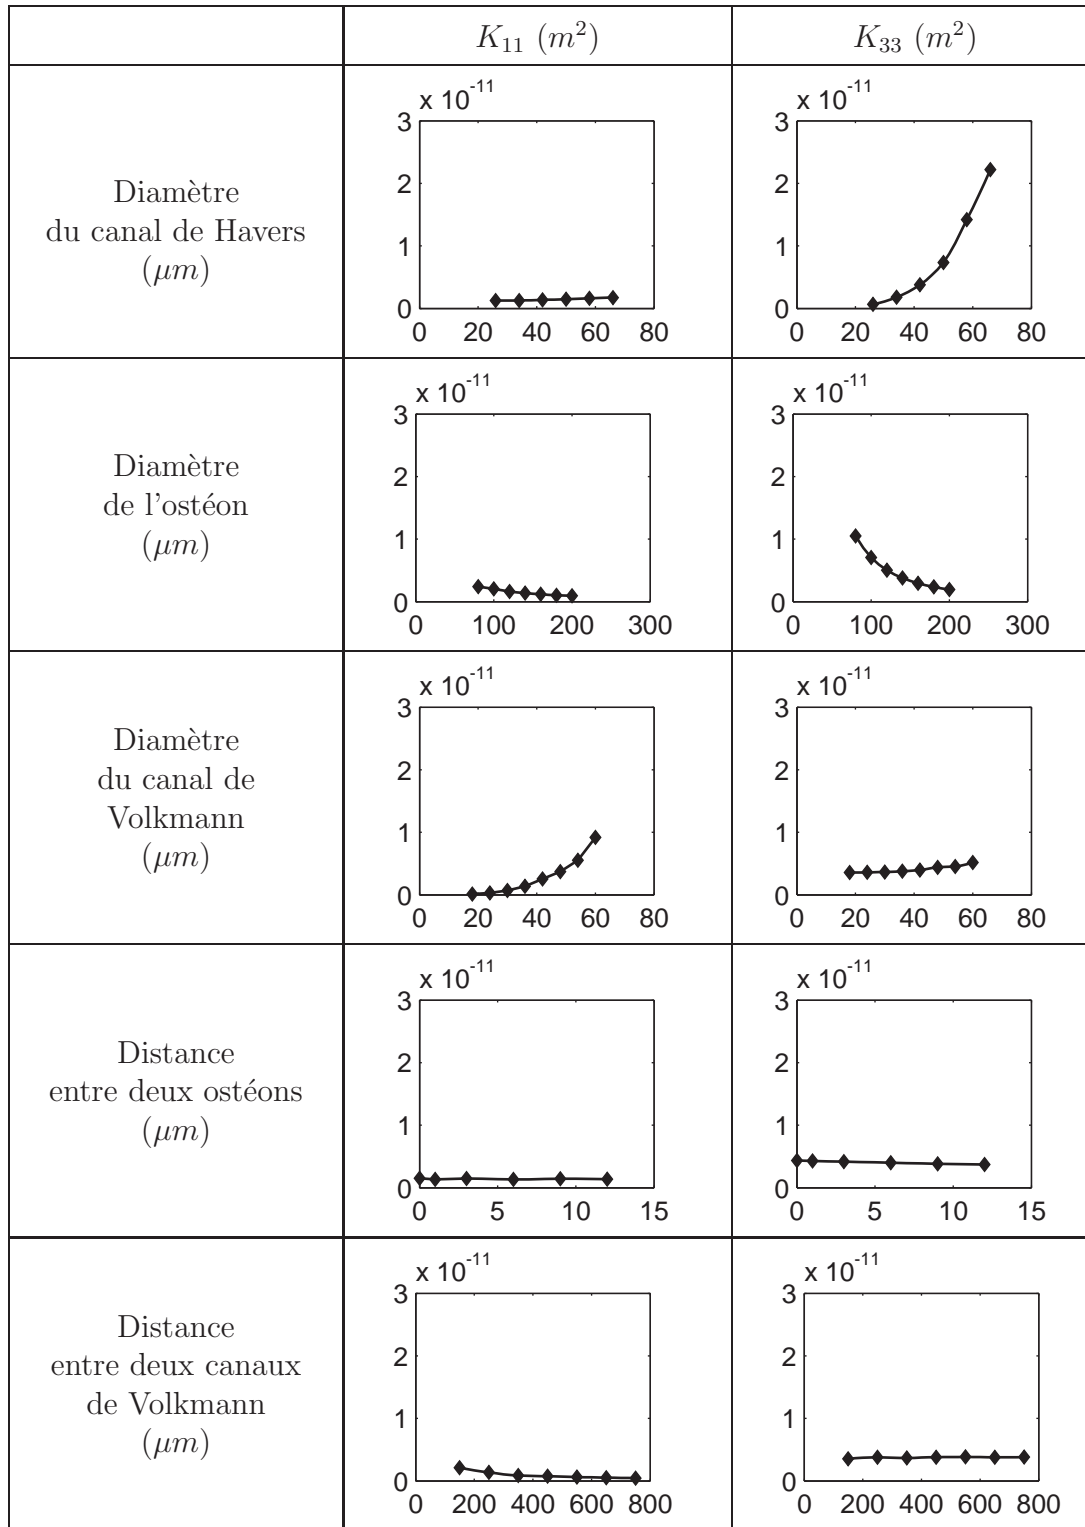 K₁₁ (m²) K₃₃ (m²)
Diamètre
du canal de Havers
(μm)
x 10⁻¹¹
3
2
1
0
0 20 40 60 80
x 10⁻¹¹
3
2
1
0
0 20 40 60 80
Diamètre
de l'ostéon
(μm)
x 10⁻¹¹
3
2
1
0
0 100 200 300
x 10⁻¹¹
3
2
1
0
0 100 200 300
Diamètre
du canal de
Volkmann
(μm)
x 10⁻¹¹
3
2
1
0
0 20 40 60 80
x 10⁻¹¹
3
2
1
0
0 20 40 60 80
Distance
entre deux ostéons
(μm)
x 10⁻¹¹
3
2
1
0
0 5 10 15
x 10⁻¹¹
3
2
1
0
0 5 10 15
Distance
entre deux canaux
de Volkmann
(μm)
x 10⁻¹¹
3
2
1
0
0 200 400 600 800
x 10⁻¹¹
3
2
1
0
0 200 400 600 800